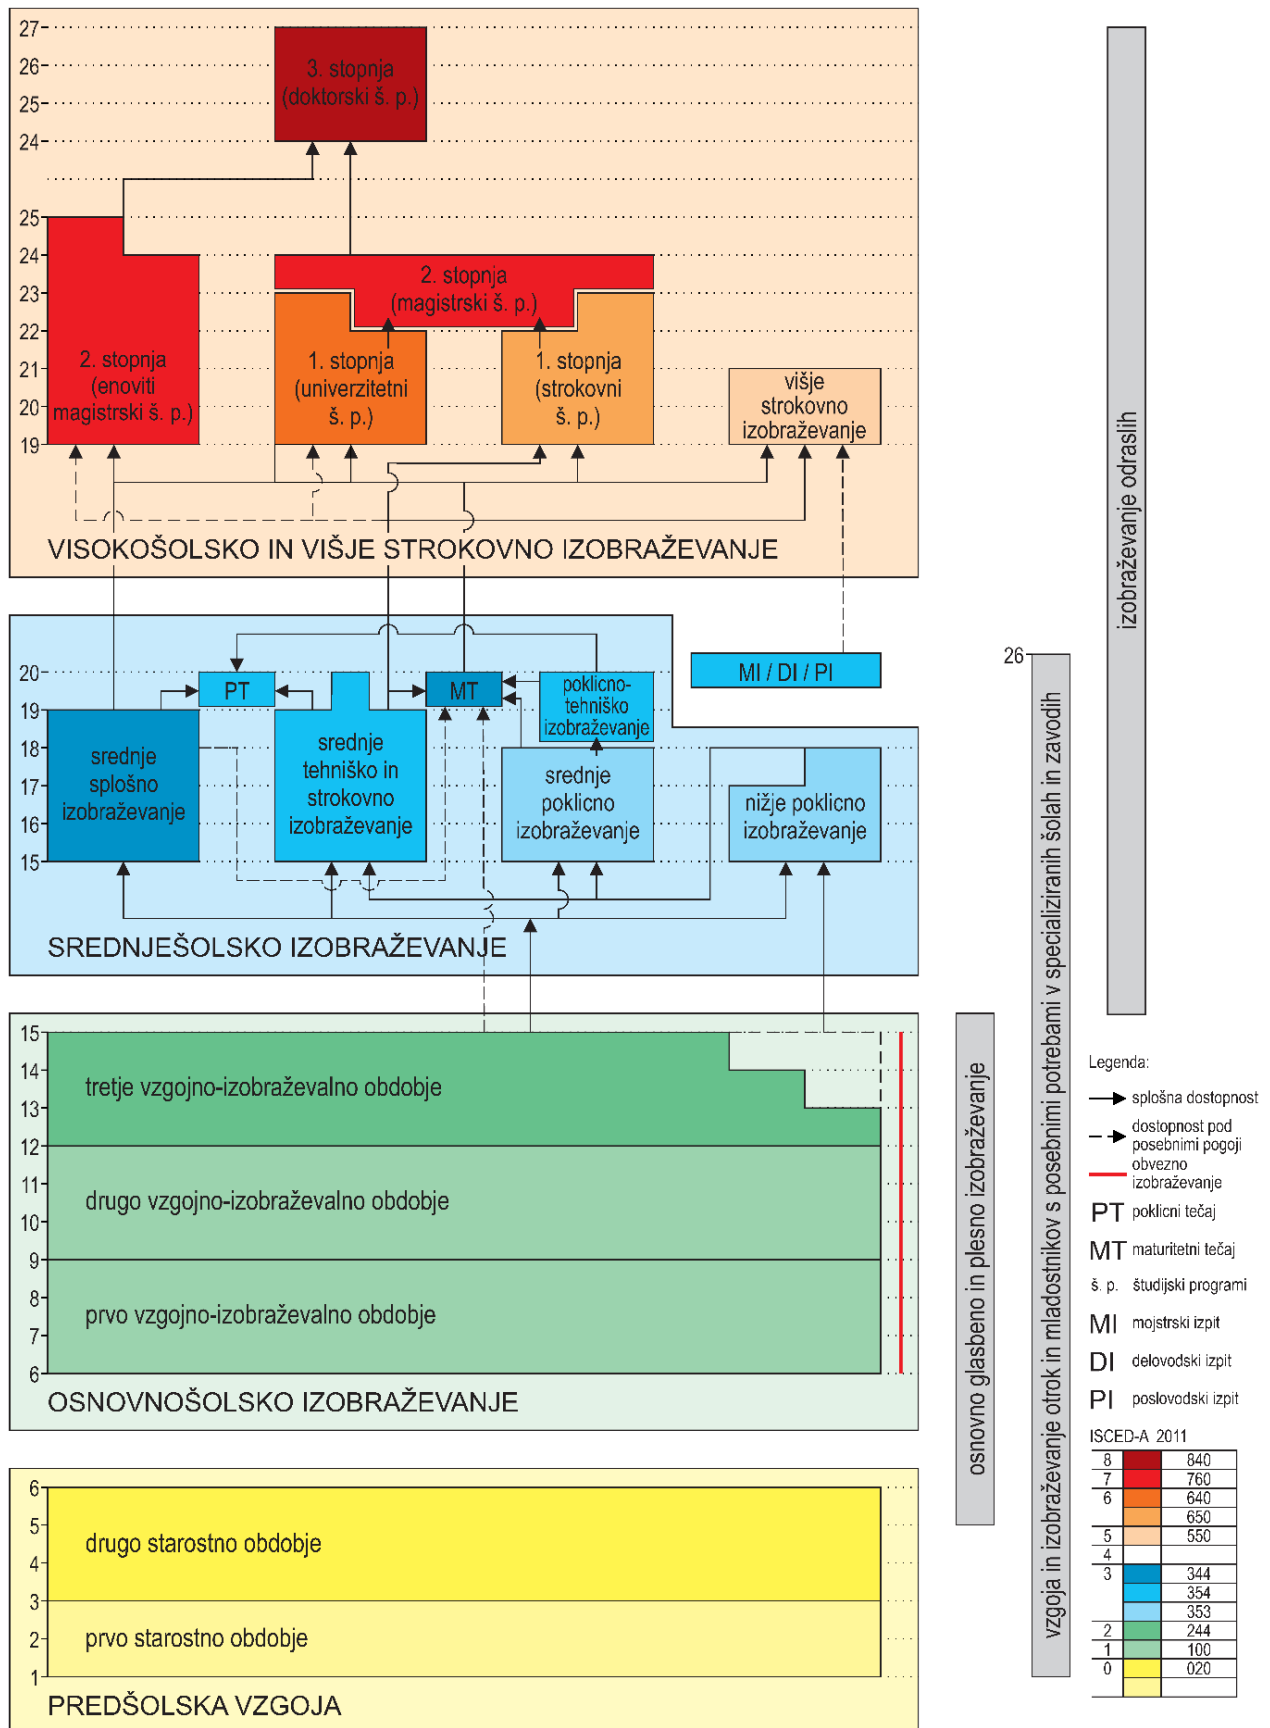 27
26
25
24
25
24
23
22
21
20
19
3. stopnja
(doktorski š. p.)
2. stopnja
(magistrski š. p.)
2. stopnja
(enoviti
magistrski š. p.)
1. stopnja
(univerzitetni
š. p.)
1. stopnja
(strokovni
š. p.)
višje
strokovno
izobraževanje
VISOKOŠOLSKO IN VIŠJE STROKOVNO IZOBRAŽEVANJE
20
19
18
17
16
15
PT
MT
poklicno-
tehniško
izobraževanje
MI / DI / PI
srednje
splošno
izobraževanje
srednje
tehniško in
strokovno
izobraževanje
srednje
poklicno
izobraževanje
nižje poklicno
izobraževanje
SREDNJEŠOLSKO IZOBRAŽEVANJE
15
14
13
12
11
10
9
8
7
6
tretje vzgojno-izobraževalno obdobje
drugo vzgojno-izobraževalno obdobje
prvo vzgojno-izobraževalno obdobje
OSNOVNOŠOLSKO IZOBRAŽEVANJE
6
5
4
3
2
1
drugo starostno obdobje
prvo starostno obdobje
PREDŠOLSKA VZGOJA
osnovno glasbeno in plesno izobraževanje
26
vzgoja in izobraževanje otrok in mladostnikov s posebnimi potrebami v specializiranih šolah in zavodih
izobraževanje odraslih
Legenda:
splošna dostopnost
dostopnost pod
posebnimi pogoji
obvezno
izobraževanje
PT poklicni tečaj
MT maturitetni tečaj
š. p. študijski programi
MI mojstrski izpit
DI delovodski izpit
PI poslovodski izpit
ISCED-A 2011
8 840
7 760
6 640
650
5 550
4
3 344
354
353
2 244
1 100
0 020